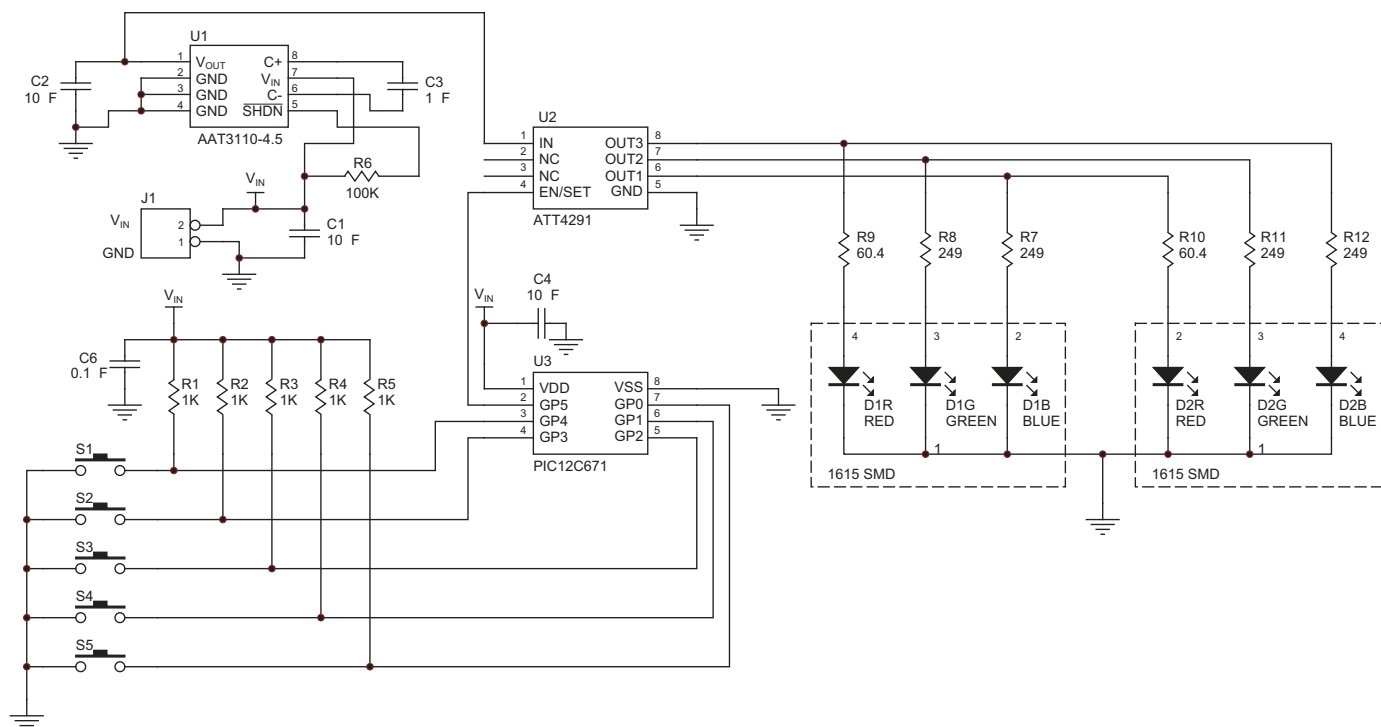 U1
1 VOUT C+ 8
2 GND VIN 7
3 GND C- 6
4 GND SHDN 5
AAT3110-4.5
C2
10 F
C3
1 F
R6
100K
VIN
J1
VIN
2
1
GND
C1
10 F
U2
1 IN OUT3 8
2 NC OUT2 7
3 NC OUT1 6
4 EN/SET GND 5
ATT4291
R9
60.4
R8
249
R7
249
R10
60.4
R11
249
R12
249
VIN
C6
0.1 F
R1
1K
R2
1K
R3
1K
R4
1K
R5
1K
VIN
C4
10 F
U3
1 VDD VSS 8
2 GP5 GP0 7
3 GP4 GP1 6
4 GP3 GP2 5
PIC12C671
4
3
2
D1R
RED
D1G
GREEN
D1B
BLUE
1
1615 SMD
2
3
4
D2R
RED
D2G
GREEN
D2B
BLUE
1
1615 SMD
S1
S2
S3
S4
S5